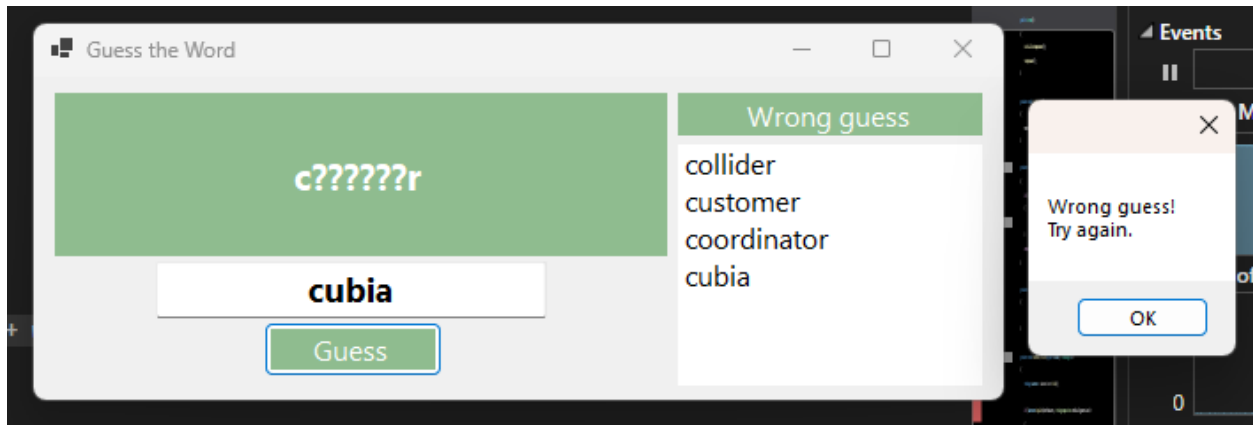 Guess the Word
c??????r
cubia
Guess
Wrong guess
collider
customer
coordinator
cubia
Events
Wrong guess!
Try again.
OK
0